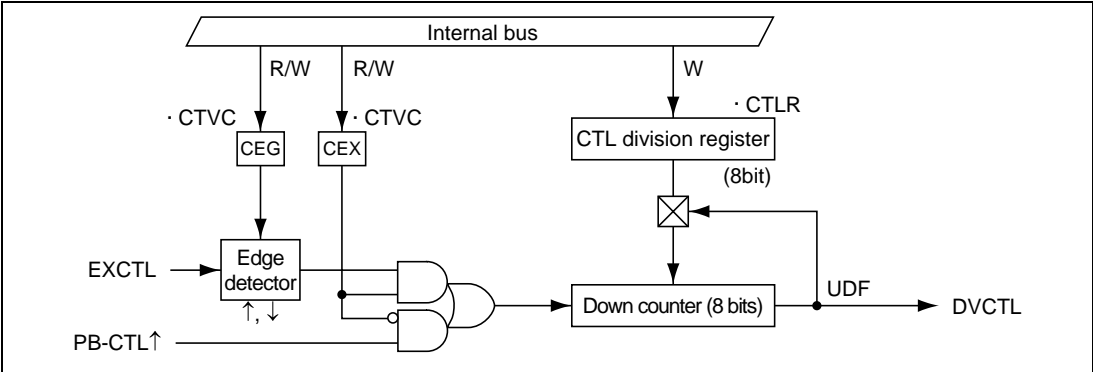 Internal bus
R/W
R/W
W
· CTVC
· CTVC
· CTLR
CEG
CEX
CTL division register
(8bit)
EXCTL
Edge
detector
↑, ↓
Down counter (8 bits)
UDF
DVCTL
PB-CTL↑